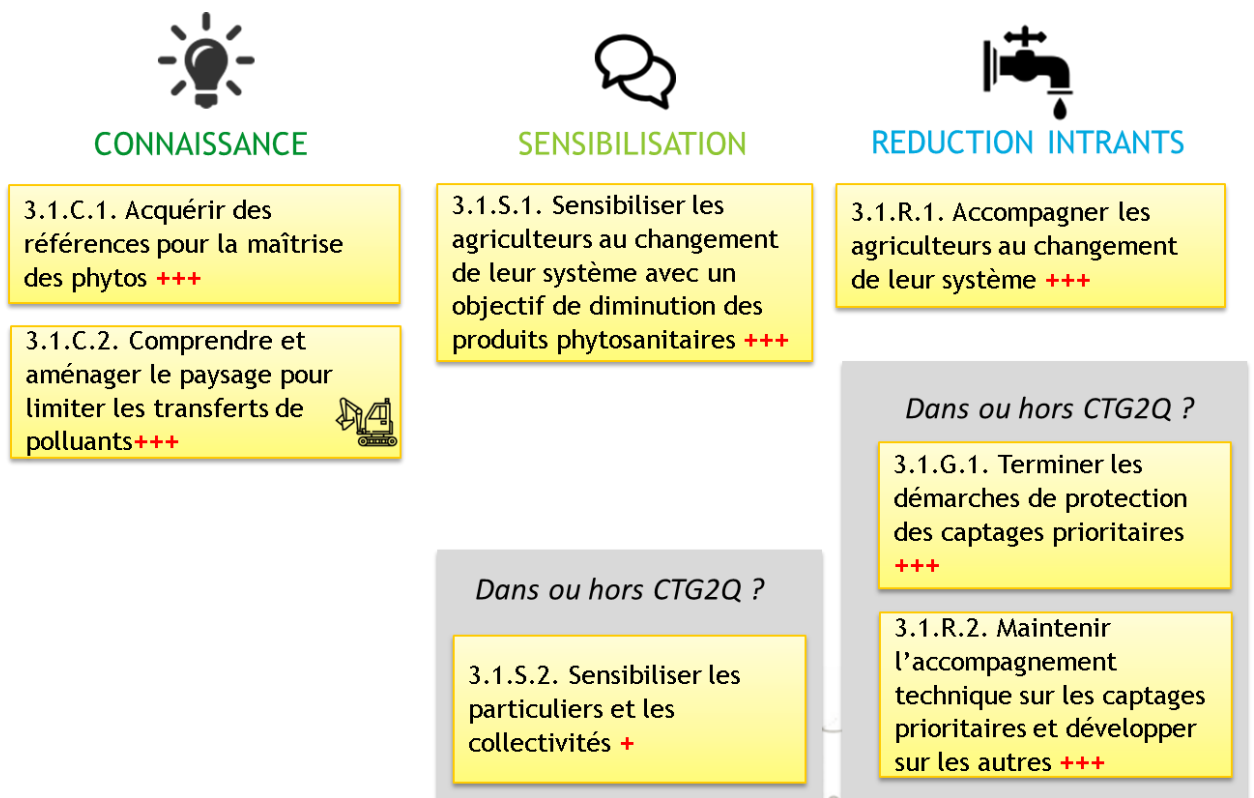 CONNAISSANCE
3.1.C.1. Acquérir des
références pour la maîtrise
des phytos +++
3.1.C.2. Comprendre et
aménager le paysage pour
limiter les transferts de
polluants+++
SENSIBILISATION
3.1.S.1. Sensibiliser les
agriculteurs au changement
de leur système avec un
objectif de diminution des
produits phytosanitaires +++
Dans ou hors CTG2Q ?
3.1.S.2. Sensibiliser les
particuliers et les
collectivités +
REDUCTION INTRANTS
3.1.R.1. Accompagner les
agriculteurs au changement
de leur système +++
Dans ou hors CTG2Q ?
3.1.G.1. Terminer les
démarches de protection
des captages prioritaires
+++
3.1.R.2. Maintenir
l’accompagnement
technique sur les captages
prioritaires et développer
sur les autres +++